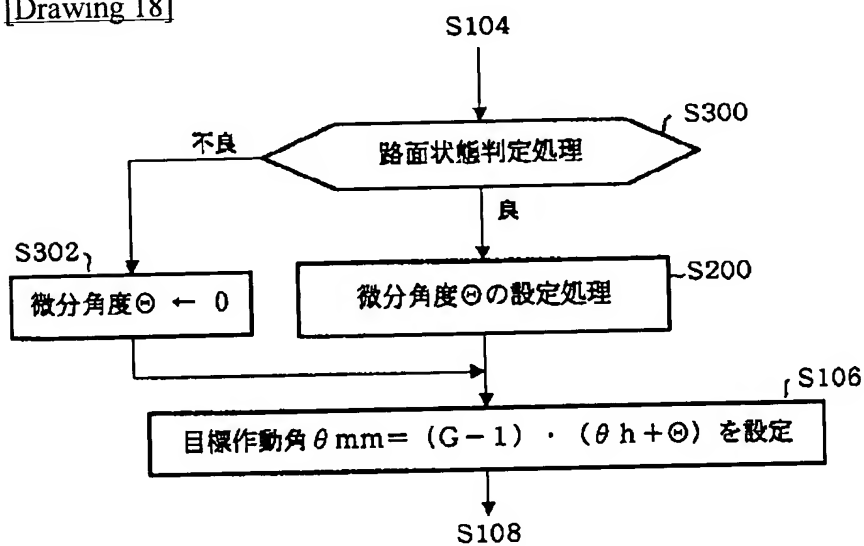 [Drawing 18]
S104
S300
不良
路面状態判定処理
良
S302
S200
微分角度Θ ← 0
微分角度Θの設定処理
S106
目標作動角θmm=(G-1)・(θh+Θ)を設定
S108